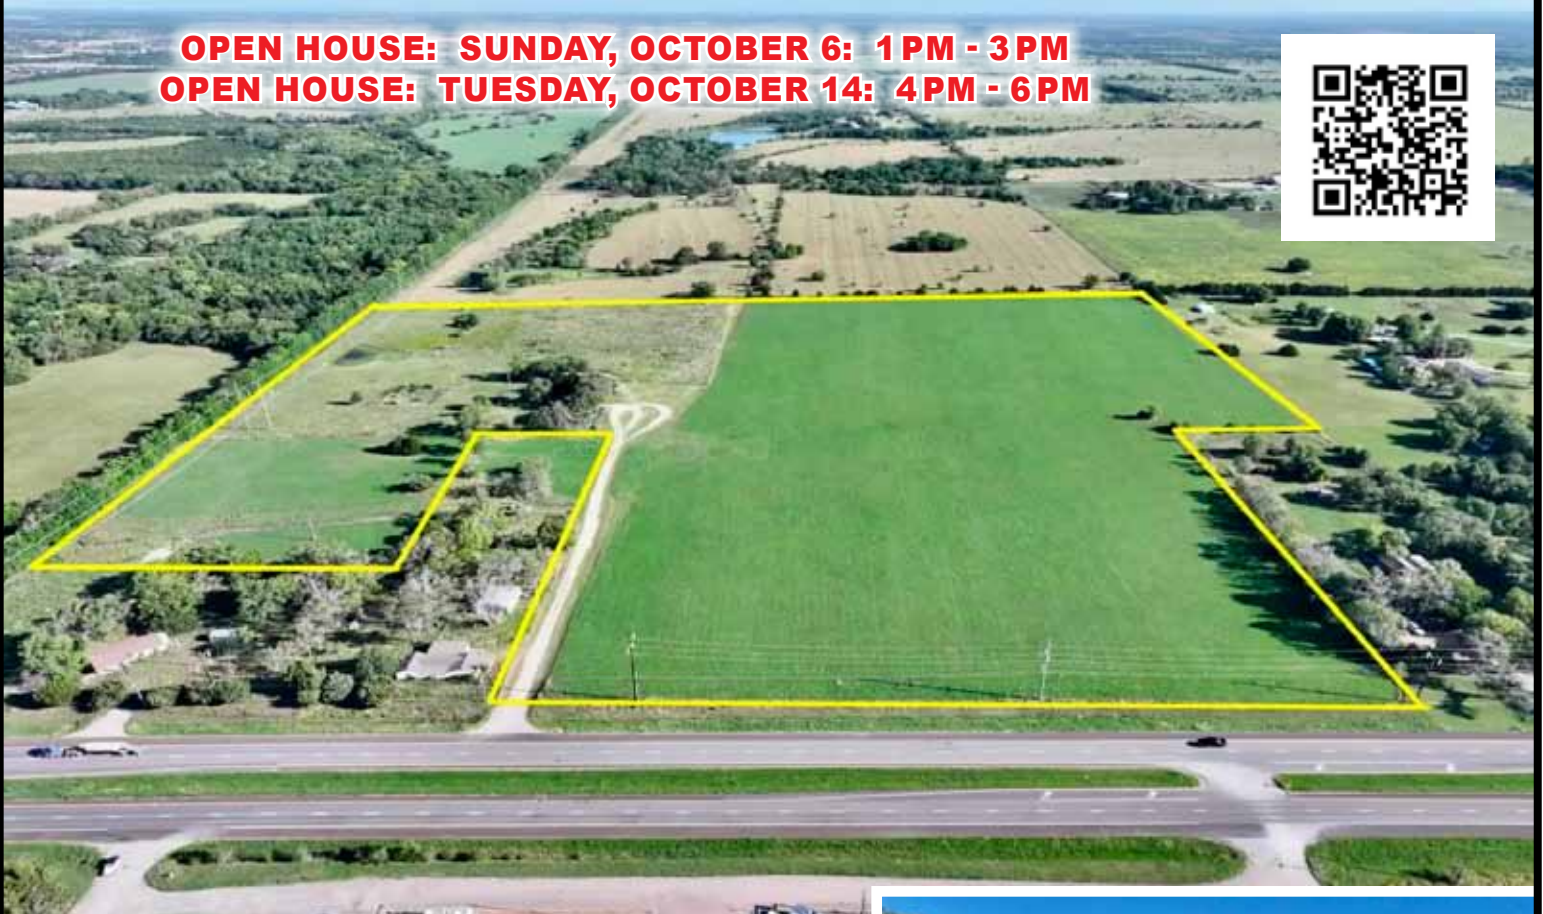 OPEN HOUSE: SUNDAY, OCTOBER 6: 1PM - 3PM
OPEN HOUSE: TUESDAY, OCTOBER 14: 4PM - 6PM